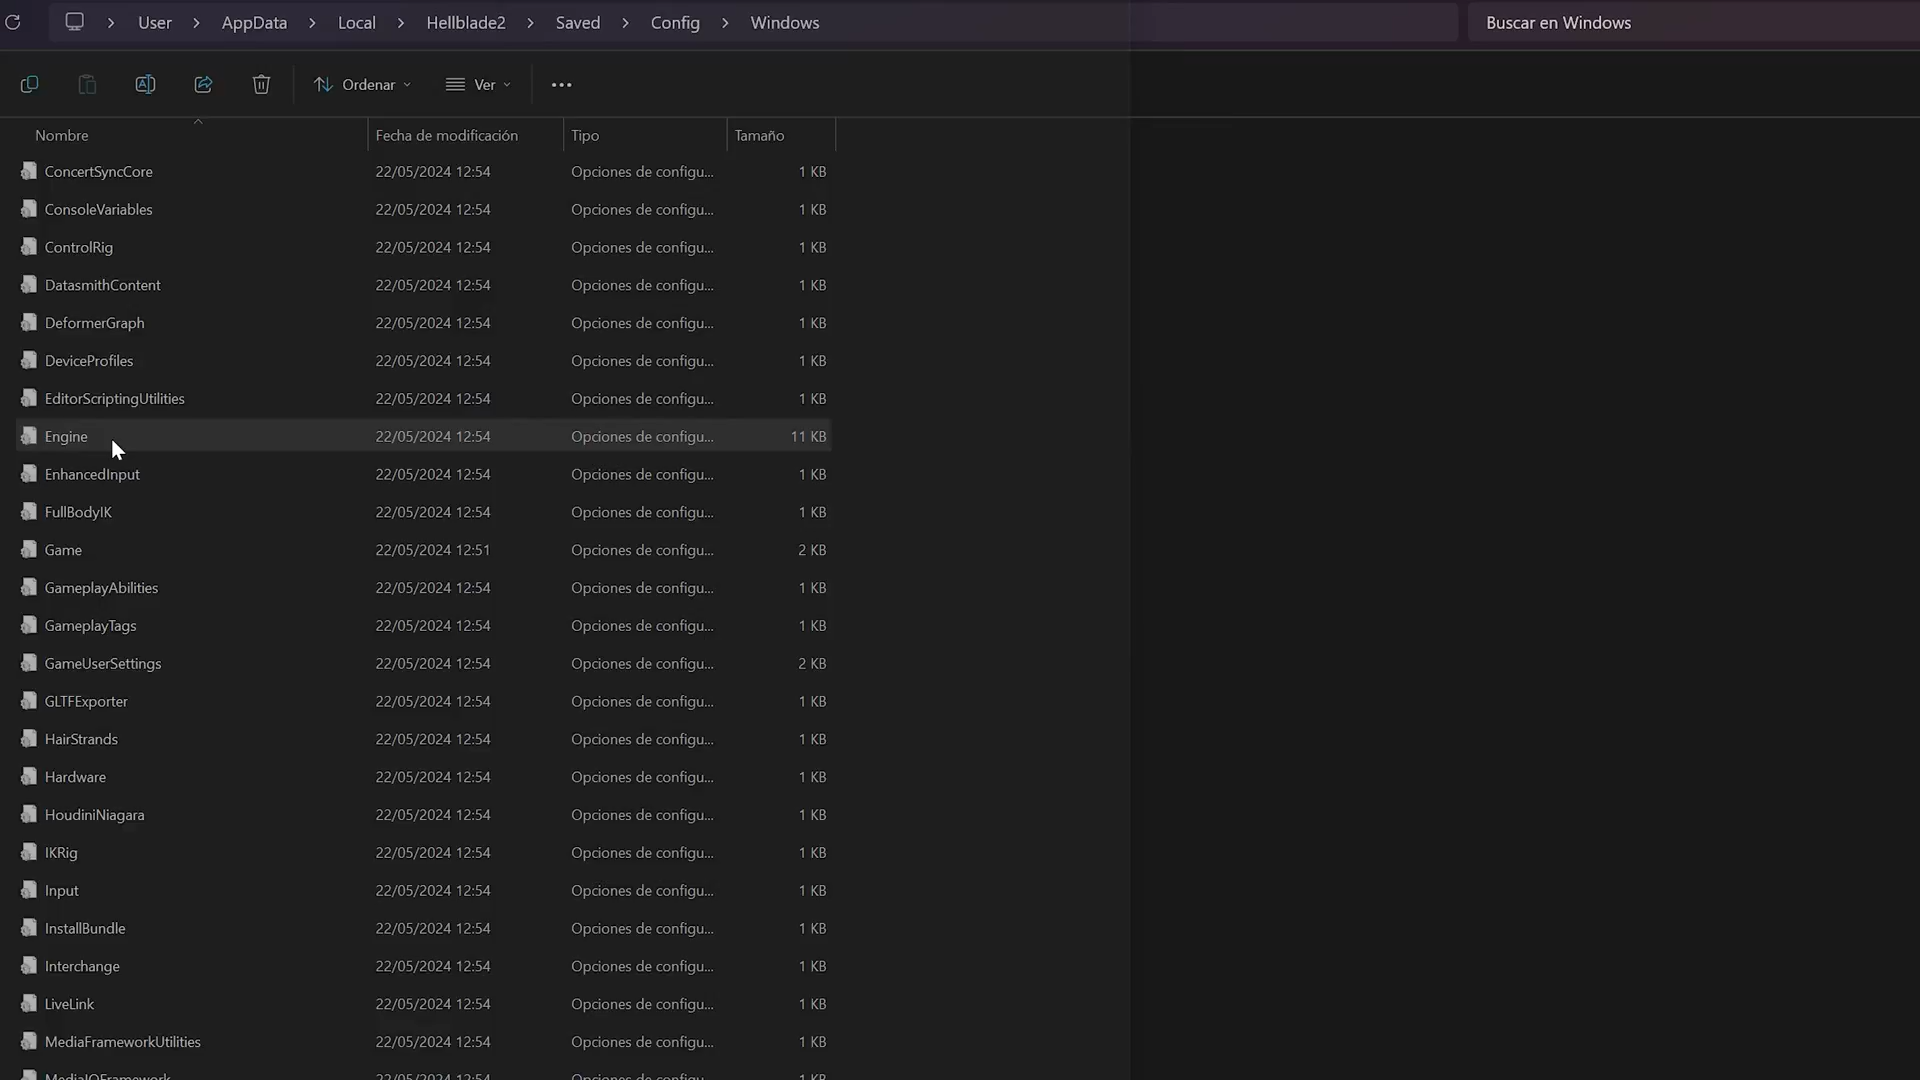 User > AppData > Local > Hellblade2 > Saved > Config > Windows
Buscar en Windows
Ordenar Ver
Nombre Fecha de modificación Tipo Tamaño
ConcertSyncCore 22/05/2024 12:54 Opciones de configu... 1 KB
ConsoleVariables 22/05/2024 12:54 Opciones de configu... 1 KB
ControlRig 22/05/2024 12:54 Opciones de configu... 1 KB
DatasmithContent 22/05/2024 12:54 Opciones de configu... 1 KB
DeformerGraph 22/05/2024 12:54 Opciones de configu... 1 KB
DeviceProfiles 22/05/2024 12:54 Opciones de configu... 1 KB
EditorScriptingUtilities 22/05/2024 12:54 Opciones de configu... 1 KB
Engine 22/05/2024 12:54 Opciones de configu... 11 KB
EnhancedInput 22/05/2024 12:54 Opciones de configu... 1 KB
FullBodyIK 22/05/2024 12:54 Opciones de configu... 1 KB
Game 22/05/2024 12:51 Opciones de configu... 2 KB
GameplayAbilities 22/05/2024 12:54 Opciones de configu... 1 KB
GameplayTags 22/05/2024 12:54 Opciones de configu... 1 KB
GameUserSettings 22/05/2024 12:54 Opciones de configu... 2 KB
GLTFExporter 22/05/2024 12:54 Opciones de configu... 1 KB
HairStrands 22/05/2024 12:54 Opciones de configu... 1 KB
Hardware 22/05/2024 12:54 Opciones de configu... 1 KB
HoudiniNiagara 22/05/2024 12:54 Opciones de configu... 1 KB
IKRig 22/05/2024 12:54 Opciones de configu... 1 KB
Input 22/05/2024 12:54 Opciones de configu... 1 KB
InstallBundle 22/05/2024 12:54 Opciones de configu... 1 KB
Interchange 22/05/2024 12:54 Opciones de configu... 1 KB
LiveLink 22/05/2024 12:54 Opciones de configu... 1 KB
MediaFrameworkUtilities 22/05/2024 12:54 Opciones de configu... 1 KB
MediaIOFramework 22/05/2024 12:54 Opciones de configu... 1 KB